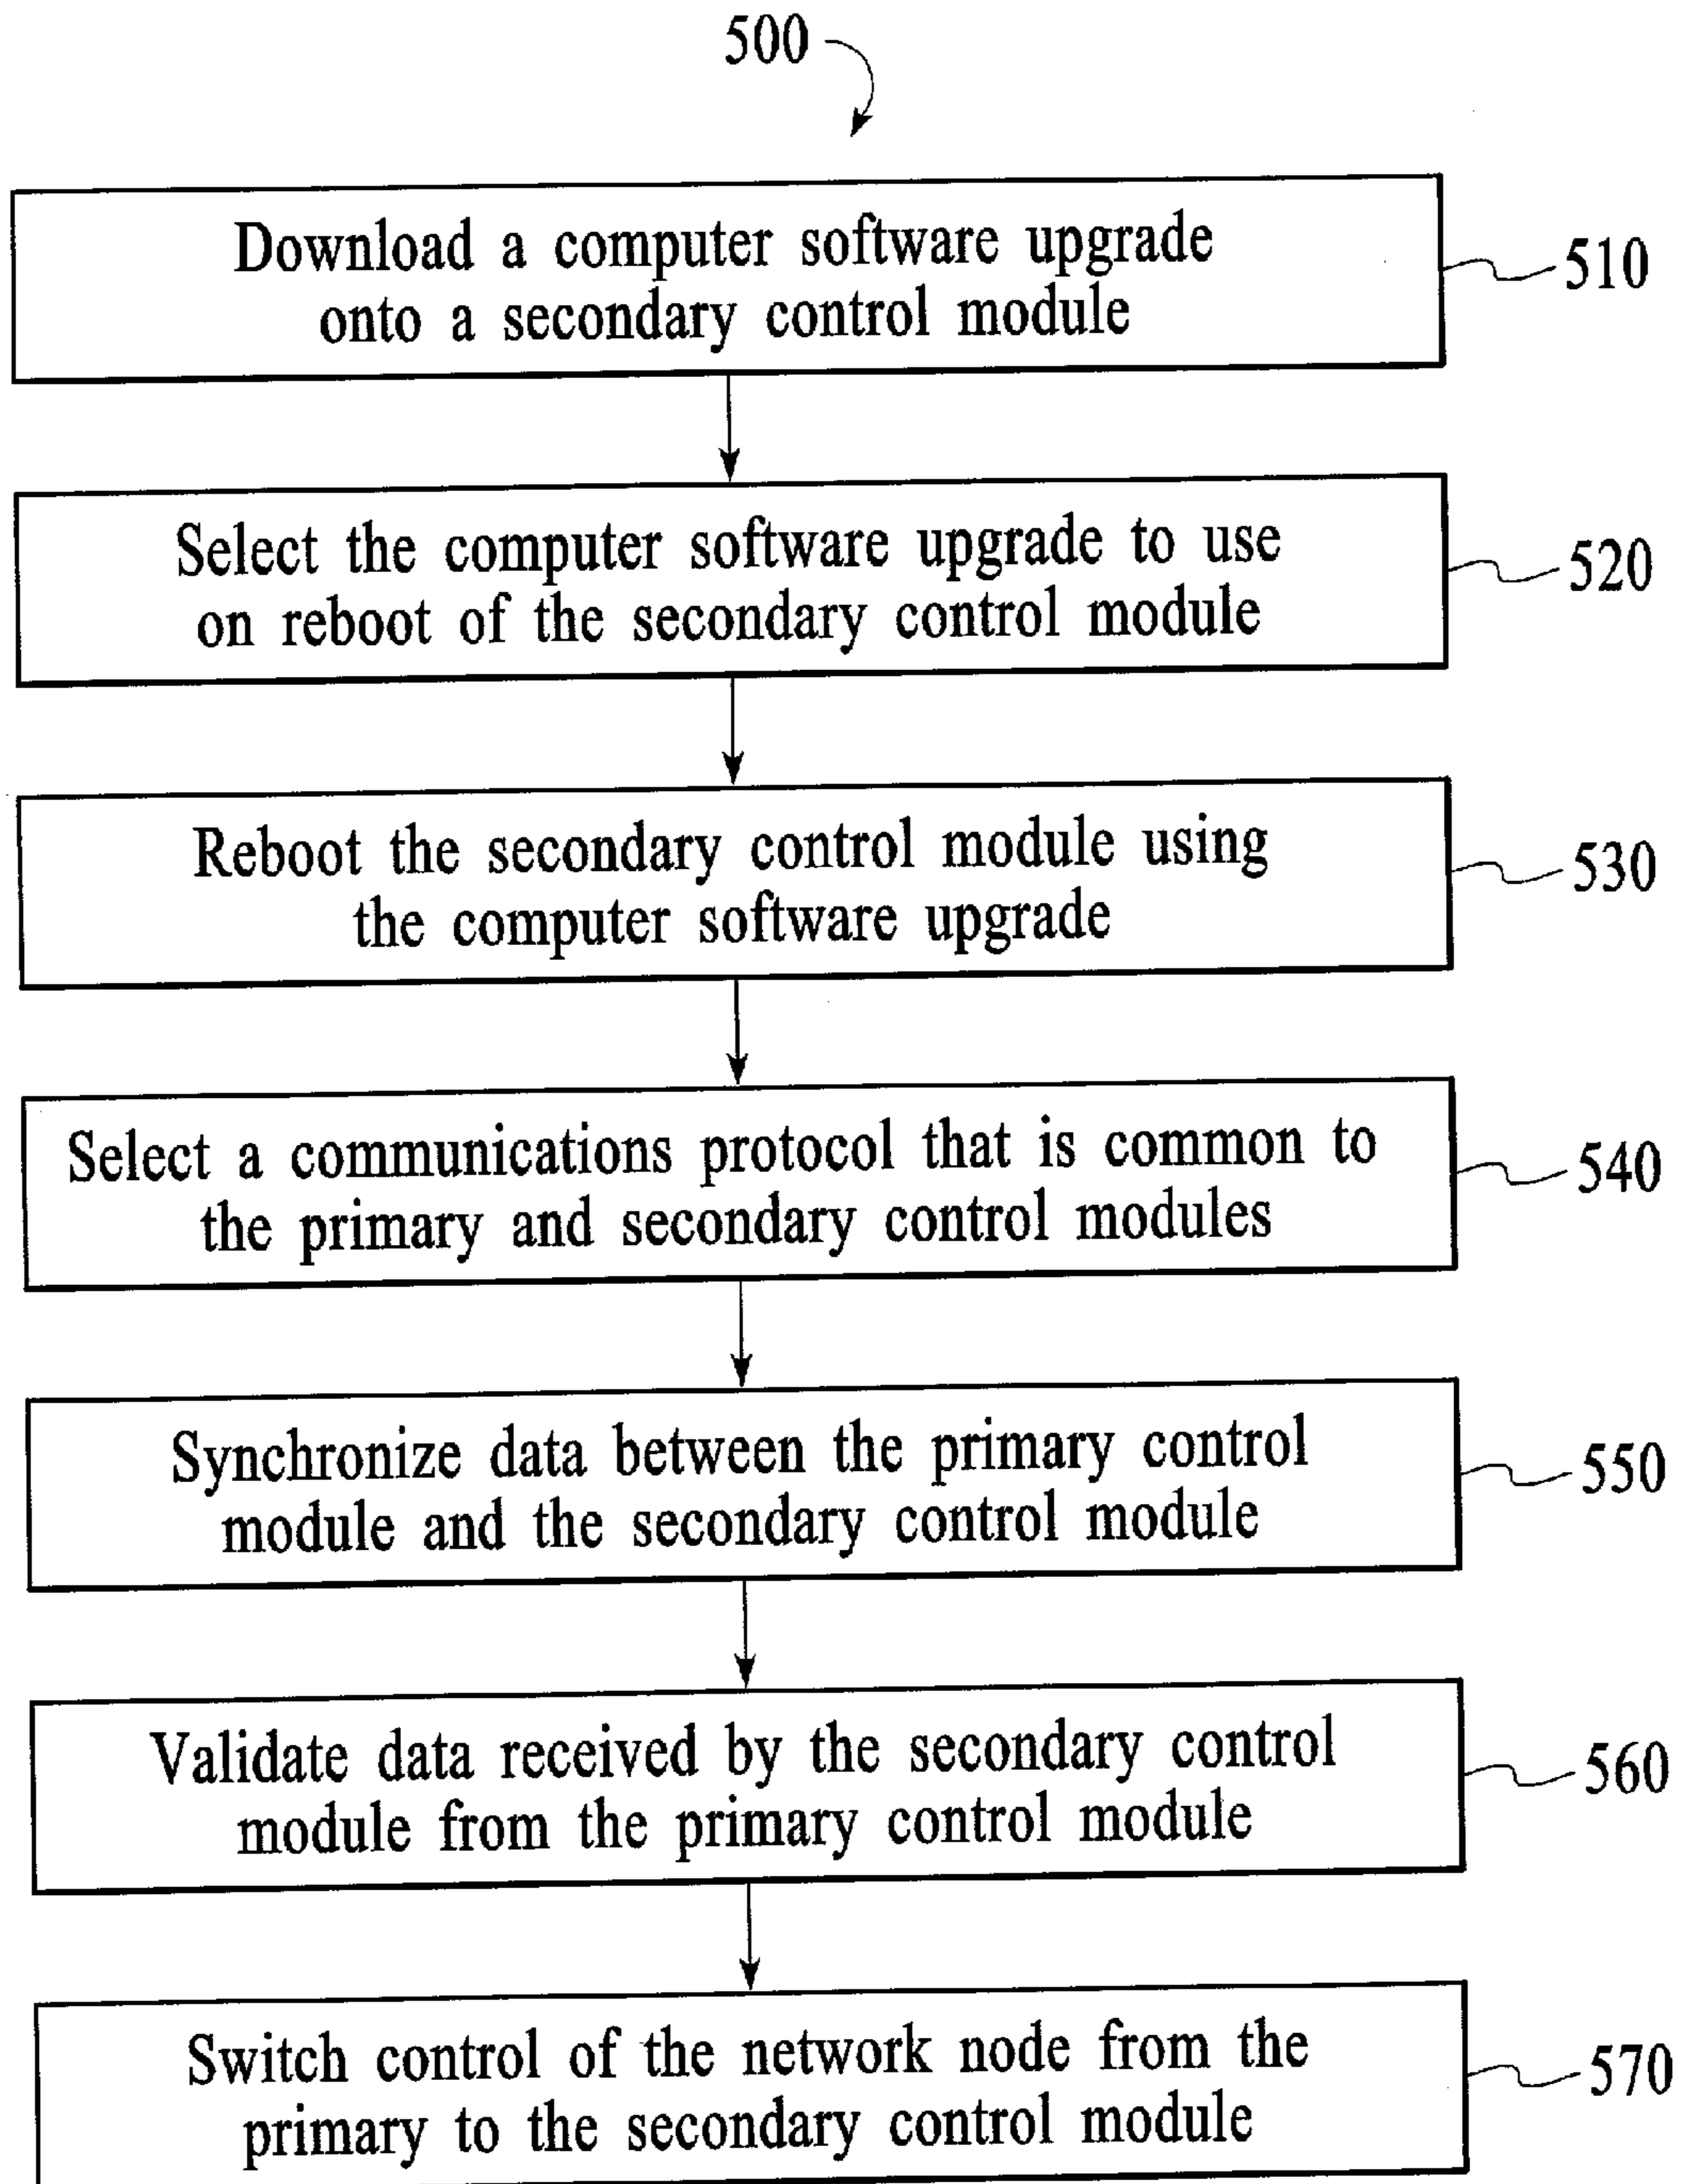 500
Download a computer software upgrade
onto a secondary control module
510
Select the computer software upgrade to use
on reboot of the secondary control module
520
Reboot the secondary control module using
the computer software upgrade
530
Select a communications protocol that is common to
the primary and secondary control modules
540
Synchronize data between the primary control
module and the secondary control module
550
Validate data received by the secondary control
module from the primary control module
560
Switch control of the network node from the
primary to the secondary control module
570